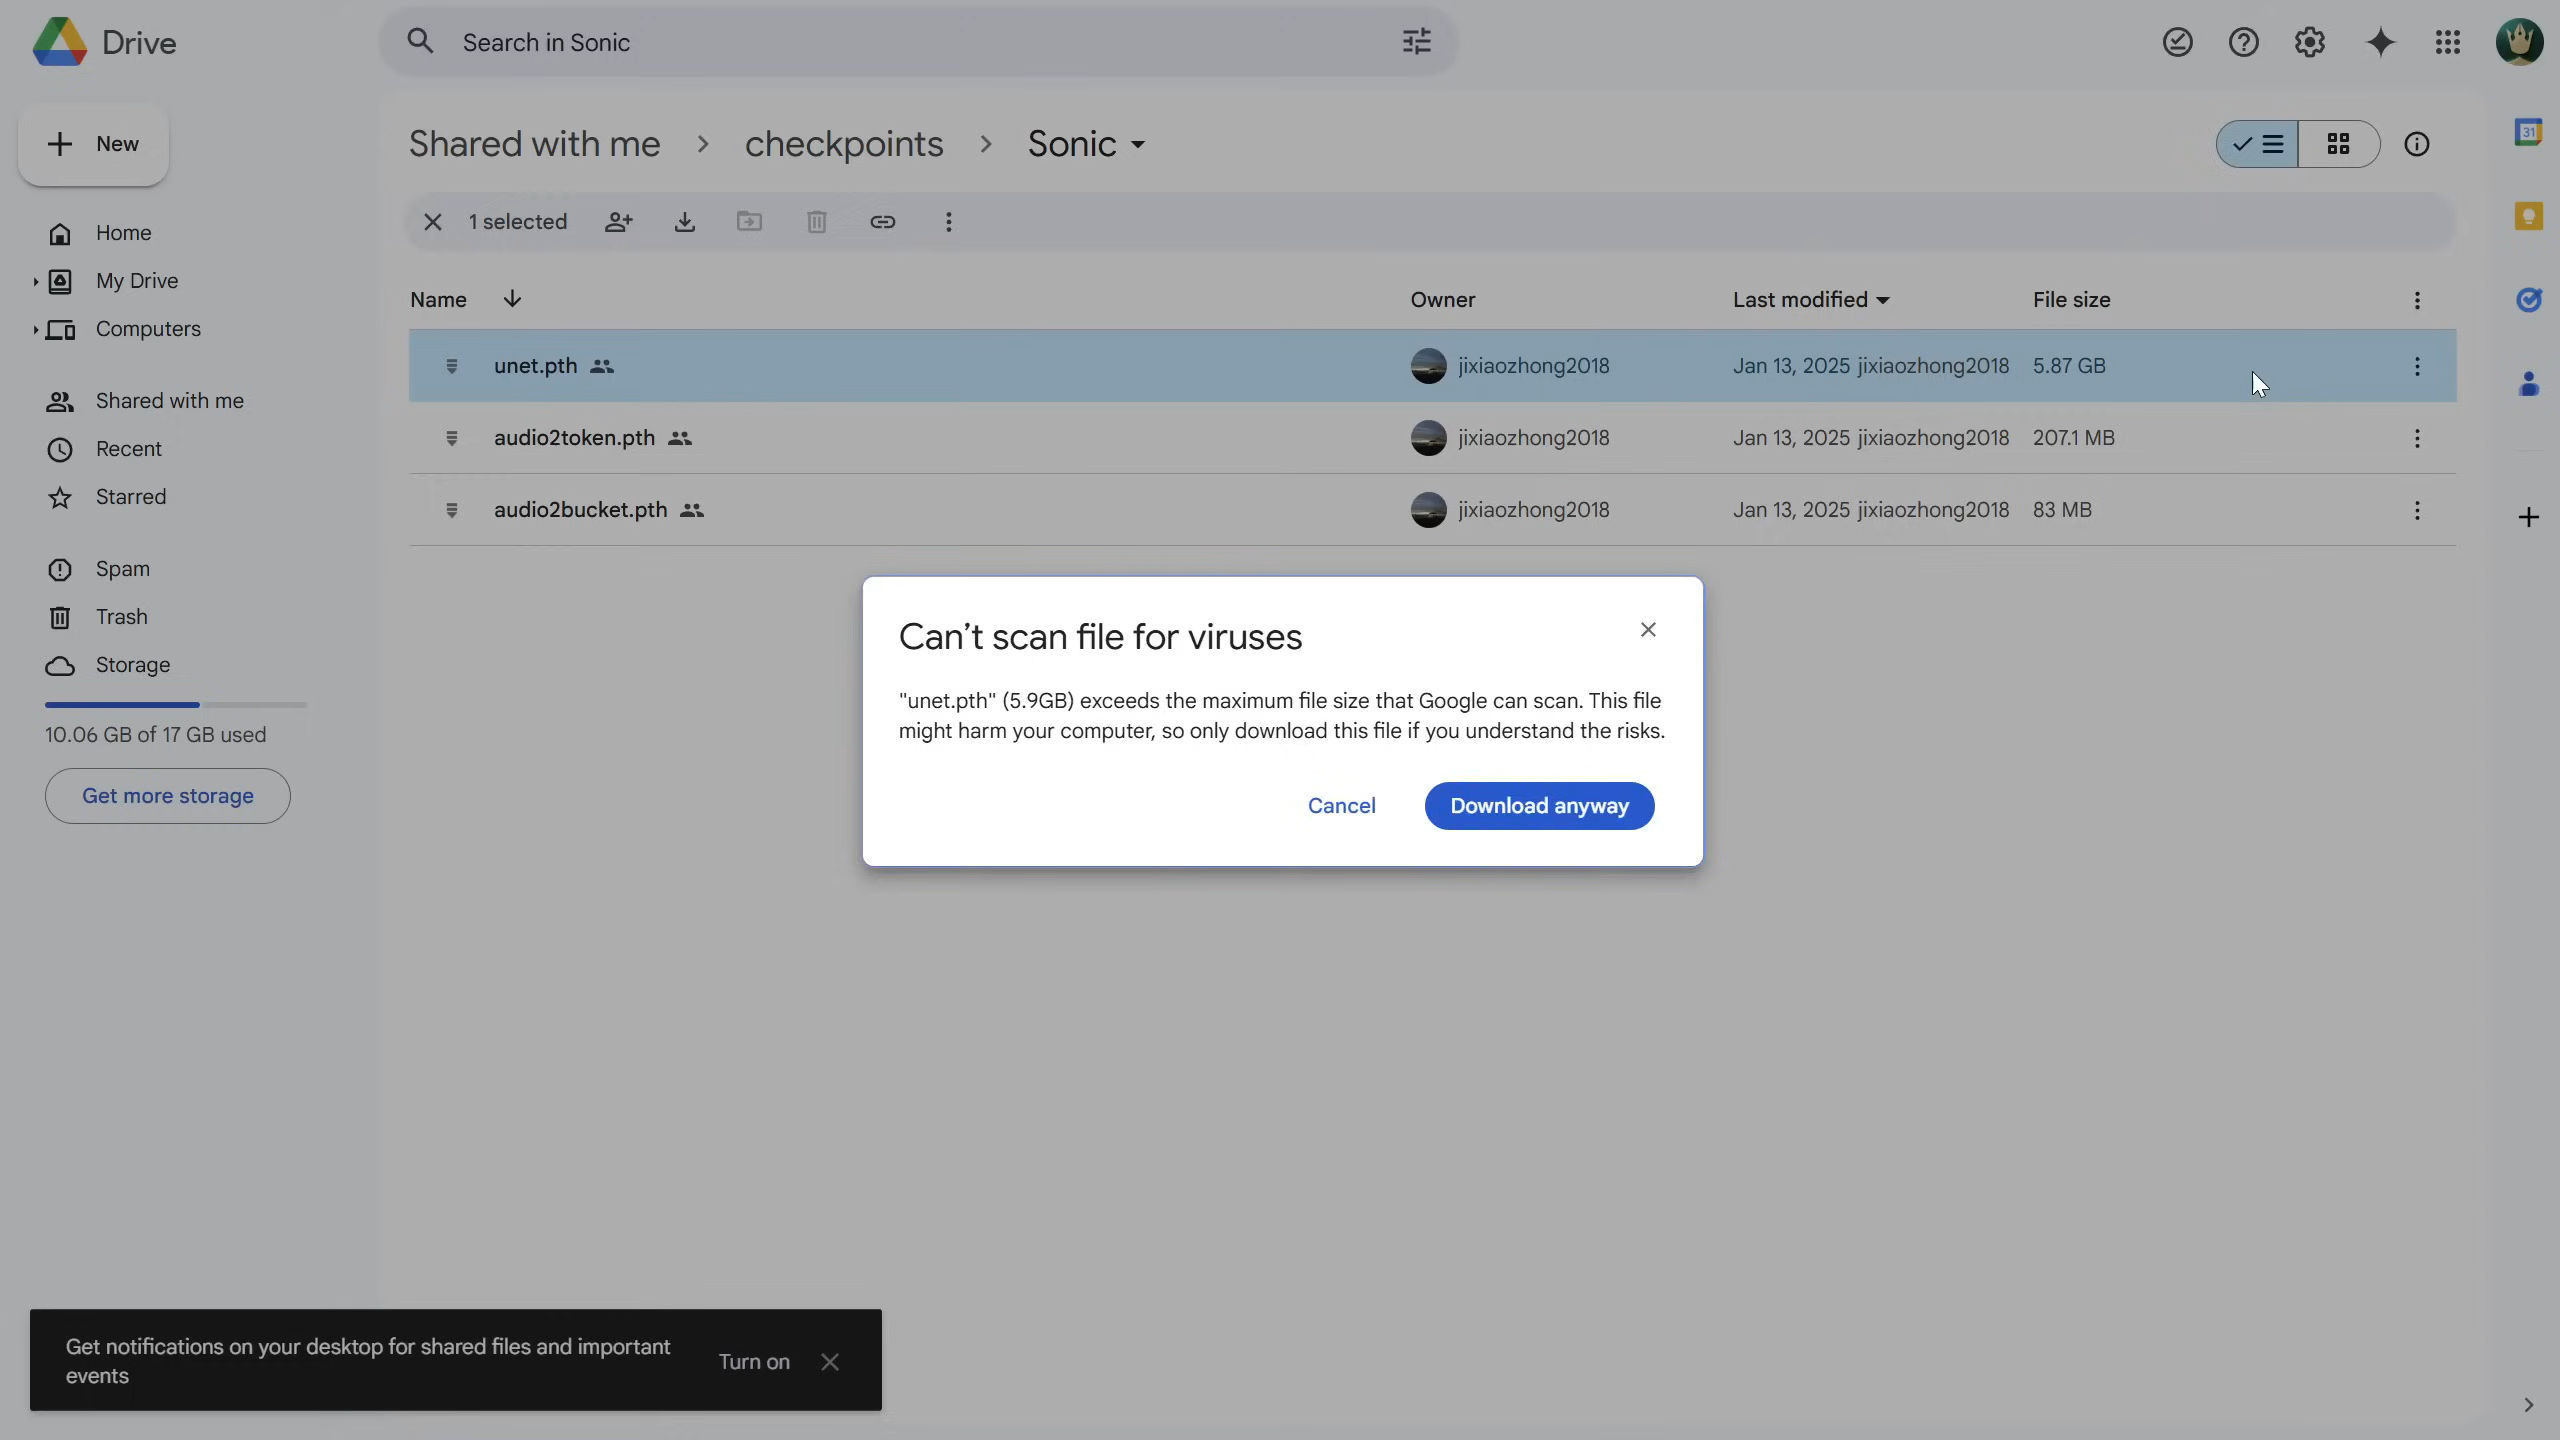 Drive
Search in Sonic
New
Shared with me > checkpoints > Sonic
1 selected
Home
My Drive
Computers
Shared with me
Recent
Starred
Spam
Trash
Storage
10.06 GB of 17 GB used
Get more storage
Name Owner Last modified File size
unet.pth jixiaozhong2018 Jan 13, 2025 jixiaozhong2018 5.87 GB
audio2token.pth jixiaozhong2018 Jan 13, 2025 jixiaozhong2018 207.1 MB
audio2bucket.pth jixiaozhong2018 Jan 13, 2025 jixiaozhong2018 83 MB
31
Can't scan file for viruses
"unet.pth" (5.9GB) exceeds the maximum file size that Google can scan. This file
might harm your computer, so only download this file if you understand the risks.
Cancel
Download anyway
Get notifications on your desktop for shared files and important
events
Turn on